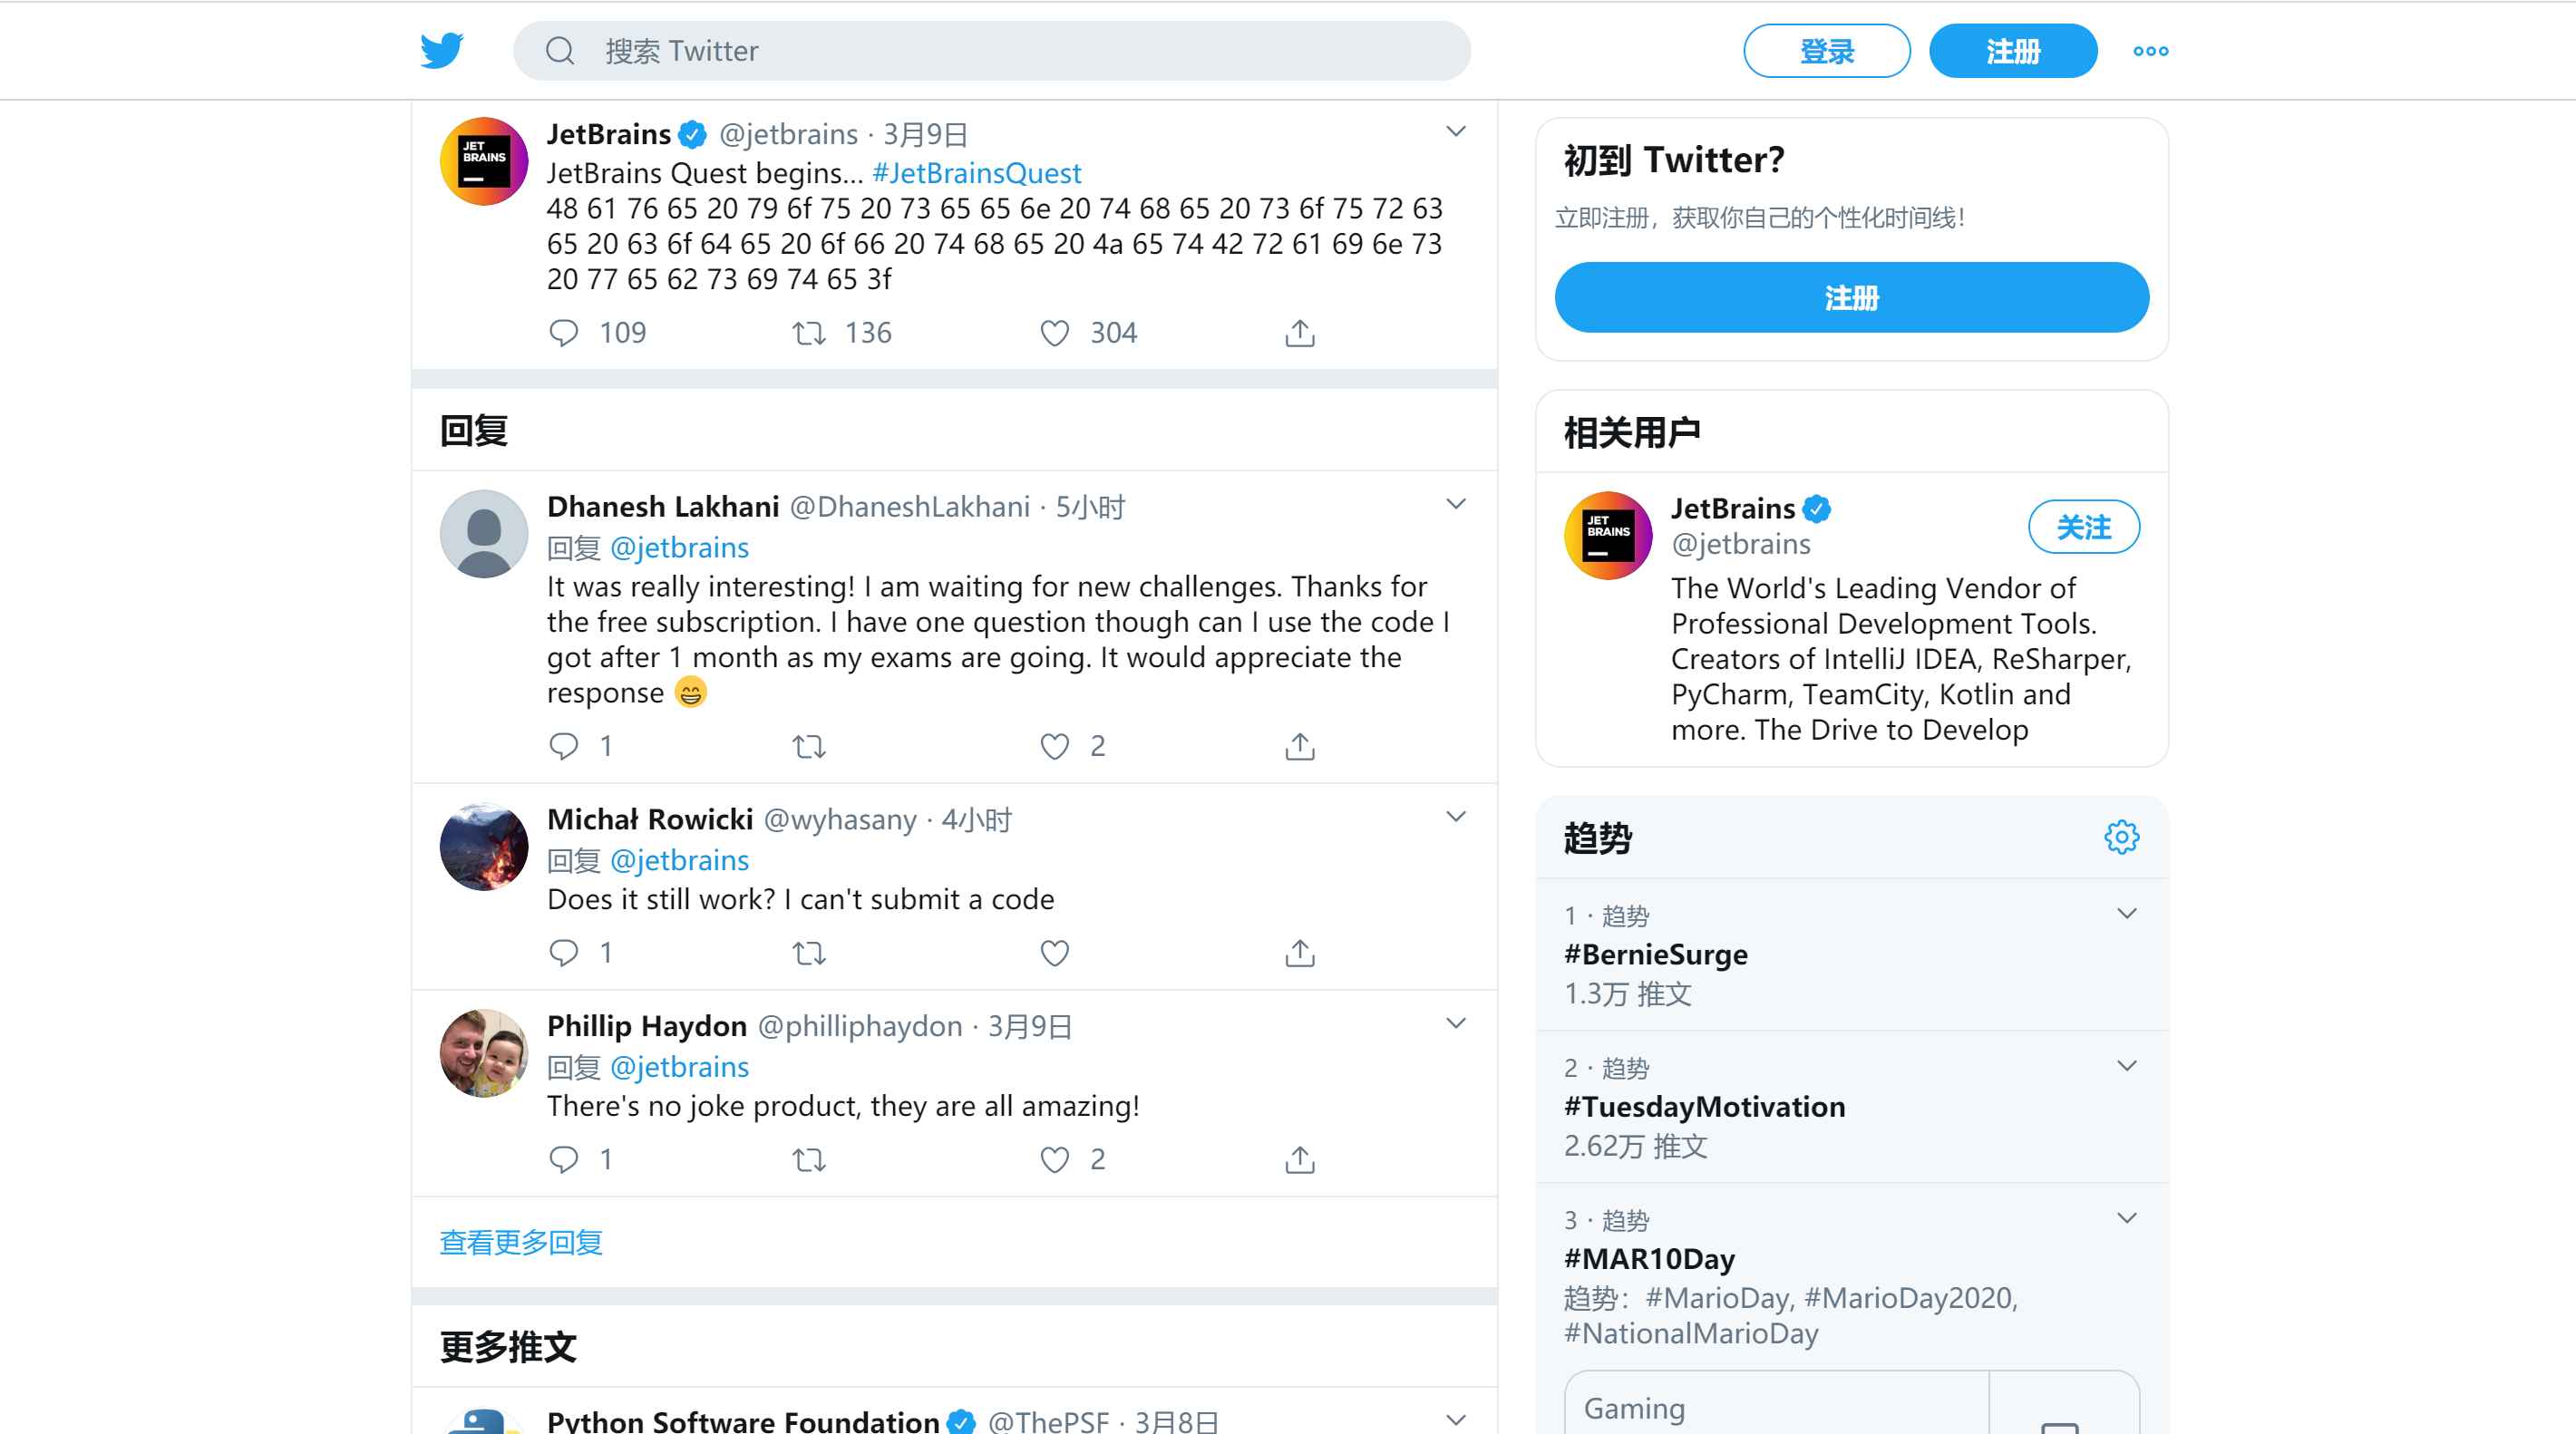 搜索 Twitter
登录
注册
JetBrains @jetbrains · 3月9日
JetBrains Quest begins... #JetBrainsQuest
48 61 76 65 20 79 6f 75 20 73 65 65 6e 20 74 68 65 20 73 6f 75 72 63
65 20 63 6f 64 65 20 6f 66 20 74 68 65 20 4a 65 74 42 72 61 69 6e 73
20 77 65 62 73 69 74 65 3f
109 136 304
回复
Dhanesh Lakhani @DhaneshLakhani · 5小时
回复 @jetbrains
It was really interesting! I am waiting for new challenges. Thanks for
the free subscription. I have one question though can I use the code I
got after 1 month as my exams are going. It would appreciate the
response 😄
1 2
Michał Rowicki @wyhasany · 4小时
回复 @jetbrains
Does it still work? I can't submit a code
1
Phillip Haydon @philliphaydon · 3月9日
回复 @jetbrains
There's no joke product, they are all amazing!
1 2
查看更多回复
更多推文
Python Software Foundation @ThePSF · 3月8日
初到 Twitter?
立即注册，获取你自己的个性化时间线！
注册
相关用户
JetBrains
@jetbrains
关注
The World's Leading Vendor of
Professional Development Tools.
Creators of IntelliJ IDEA, ReSharper,
PyCharm, TeamCity, Kotlin and
more. The Drive to Develop
趋势
1 · 趋势
#BernieSurge
1.3万 推文
2 · 趋势
#TuesdayMotivation
2.62万 推文
3 · 趋势
#MAR10Day
趋势：#MarioDay, #MarioDay2020,
#NationalMarioDay
Gaming
JET
BRAINS
JET
BRAINS